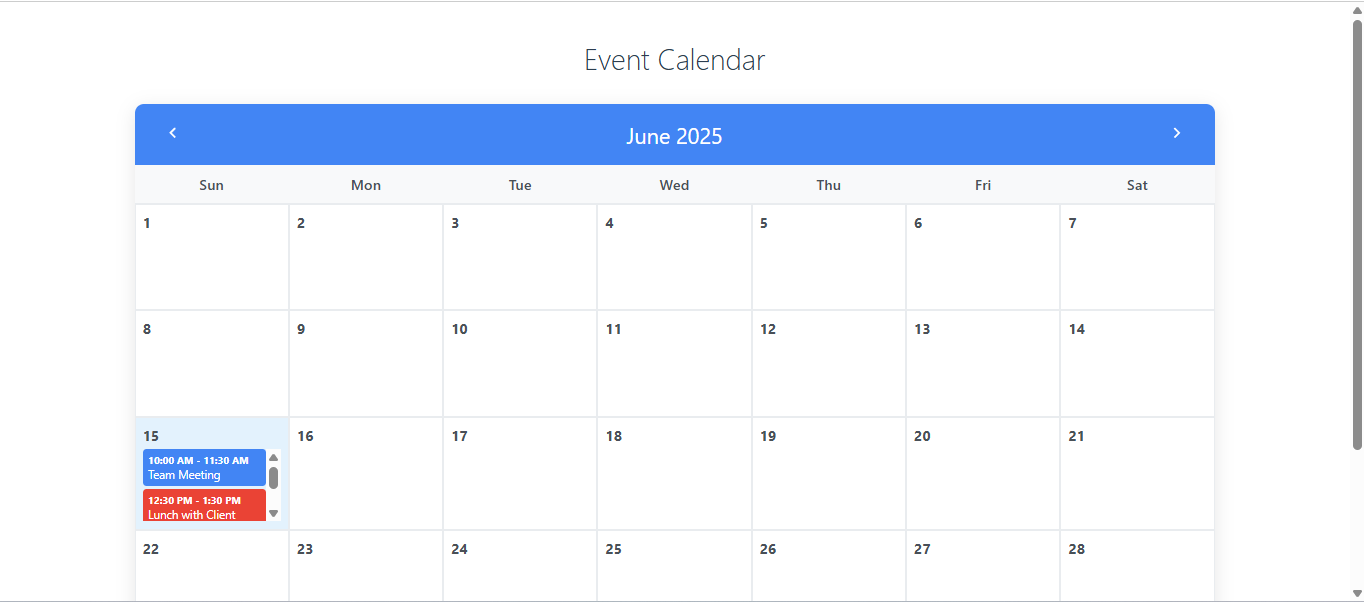 Event Calendar
June 2025
Sun Mon Tue Wed Thu Fri Sat
1 2 3 4 5 6 7
8 9 10 11 12 13 14
15 16 17 18 19 20 21
10:00 AM - 11:30 AM
Team Meeting
12:30 PM - 1:30 PM
Lunch with Client
22 23 24 25 26 27 28